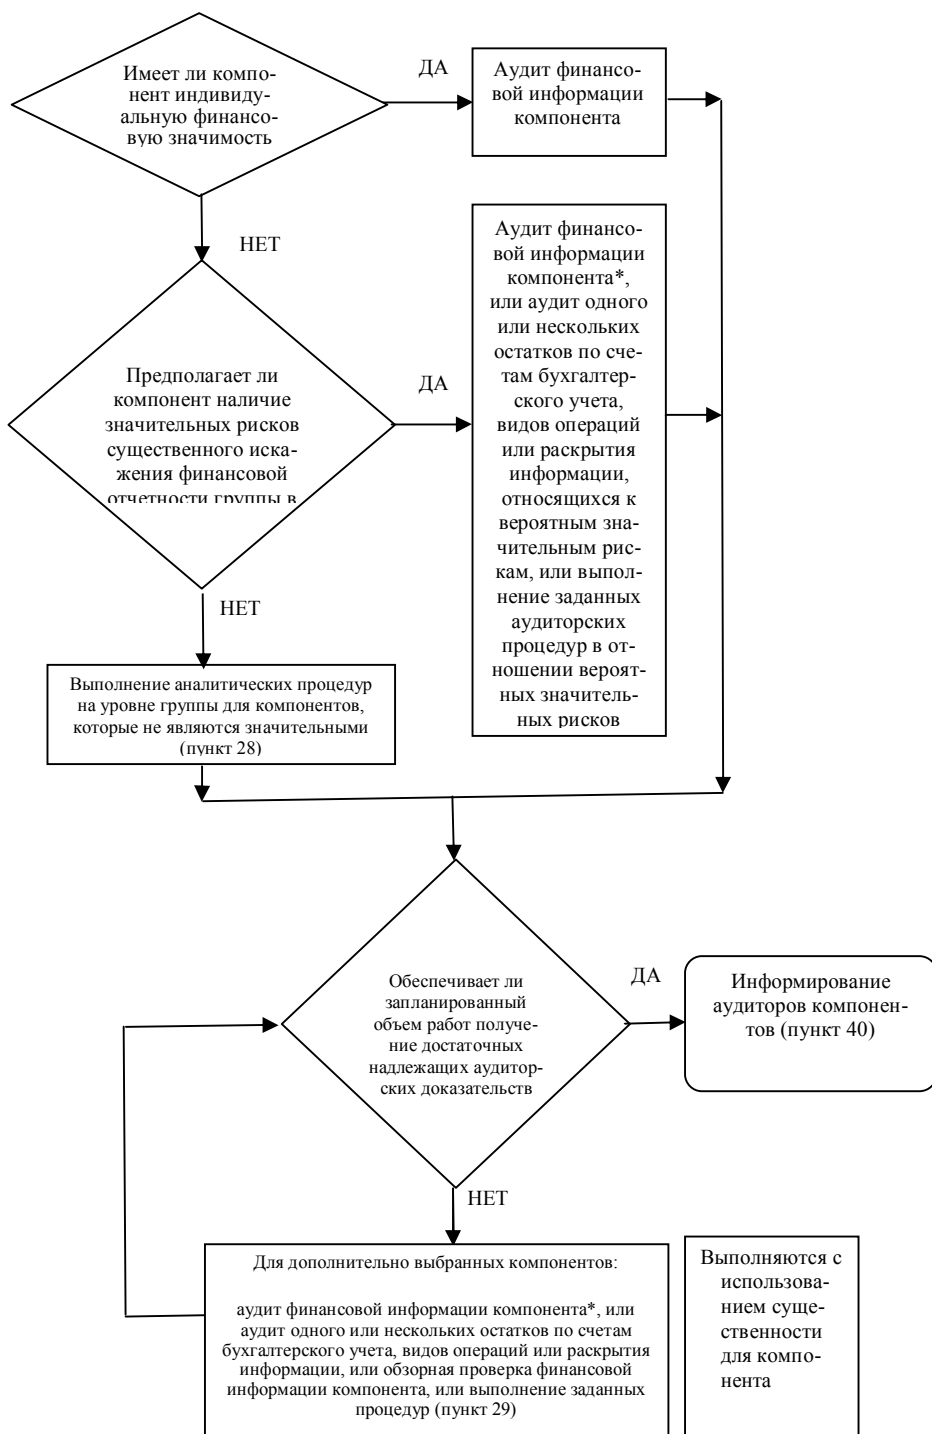 Имеет ли компо-
нент индивиду-
альную финансо-
вую значимость
ДА
Аудит финансо-
вой информации
компонента
НЕТ
Предполагает ли
компонент наличие
значительных рисков
существенного иска-
жения финансовой
отчетности группы в
ДА
Аудит финансо-
вой информации
компонента*,
или аудит одного
или нескольких
остатков по сче-
там бухгалтер-
ского учета,
видов операций
или раскрытия
информации,
относящихся к
вероятным зна-
чительным рис-
кам, или выпол-
нение заданных
аудиторских
процедур в от-
ношении вероят-
ных значитель-
ных рисков
НЕТ
Выполнение аналитических процедур
на уровне группы для компонентов,
которые не являются значительными
(пункт 28)
Обеспечивает ли
запланированный
объем работ получе-
ние достаточных
надлежащих аудитор-
ских доказательств
ДА
Информирование
аудиторов компонен-
тов (пункт 40)
НЕТ
Для дополнительно выбранных компонентов:
аудит финансовой информации компонента*, или
аудит одного или нескольких остатков по счетам
бухгалтерского учета, видов операций или раскрытия
информации, или обзорная проверка финансовой
информации компонента, или выполнение заданных
процедур (пункт 29)
Выполняются с
использова-
нием суще-
ственности
для компо-
нента